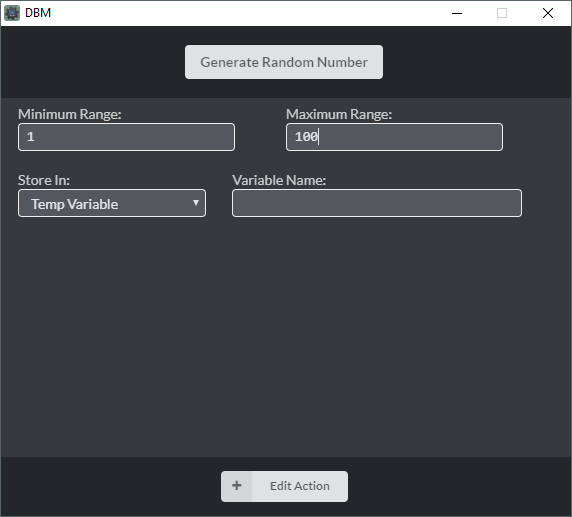 DBM
Generate Random Number
Minimum Range: Maximum Range:
1 100
Store In: Variable Name:
Temp Variable
Edit Action